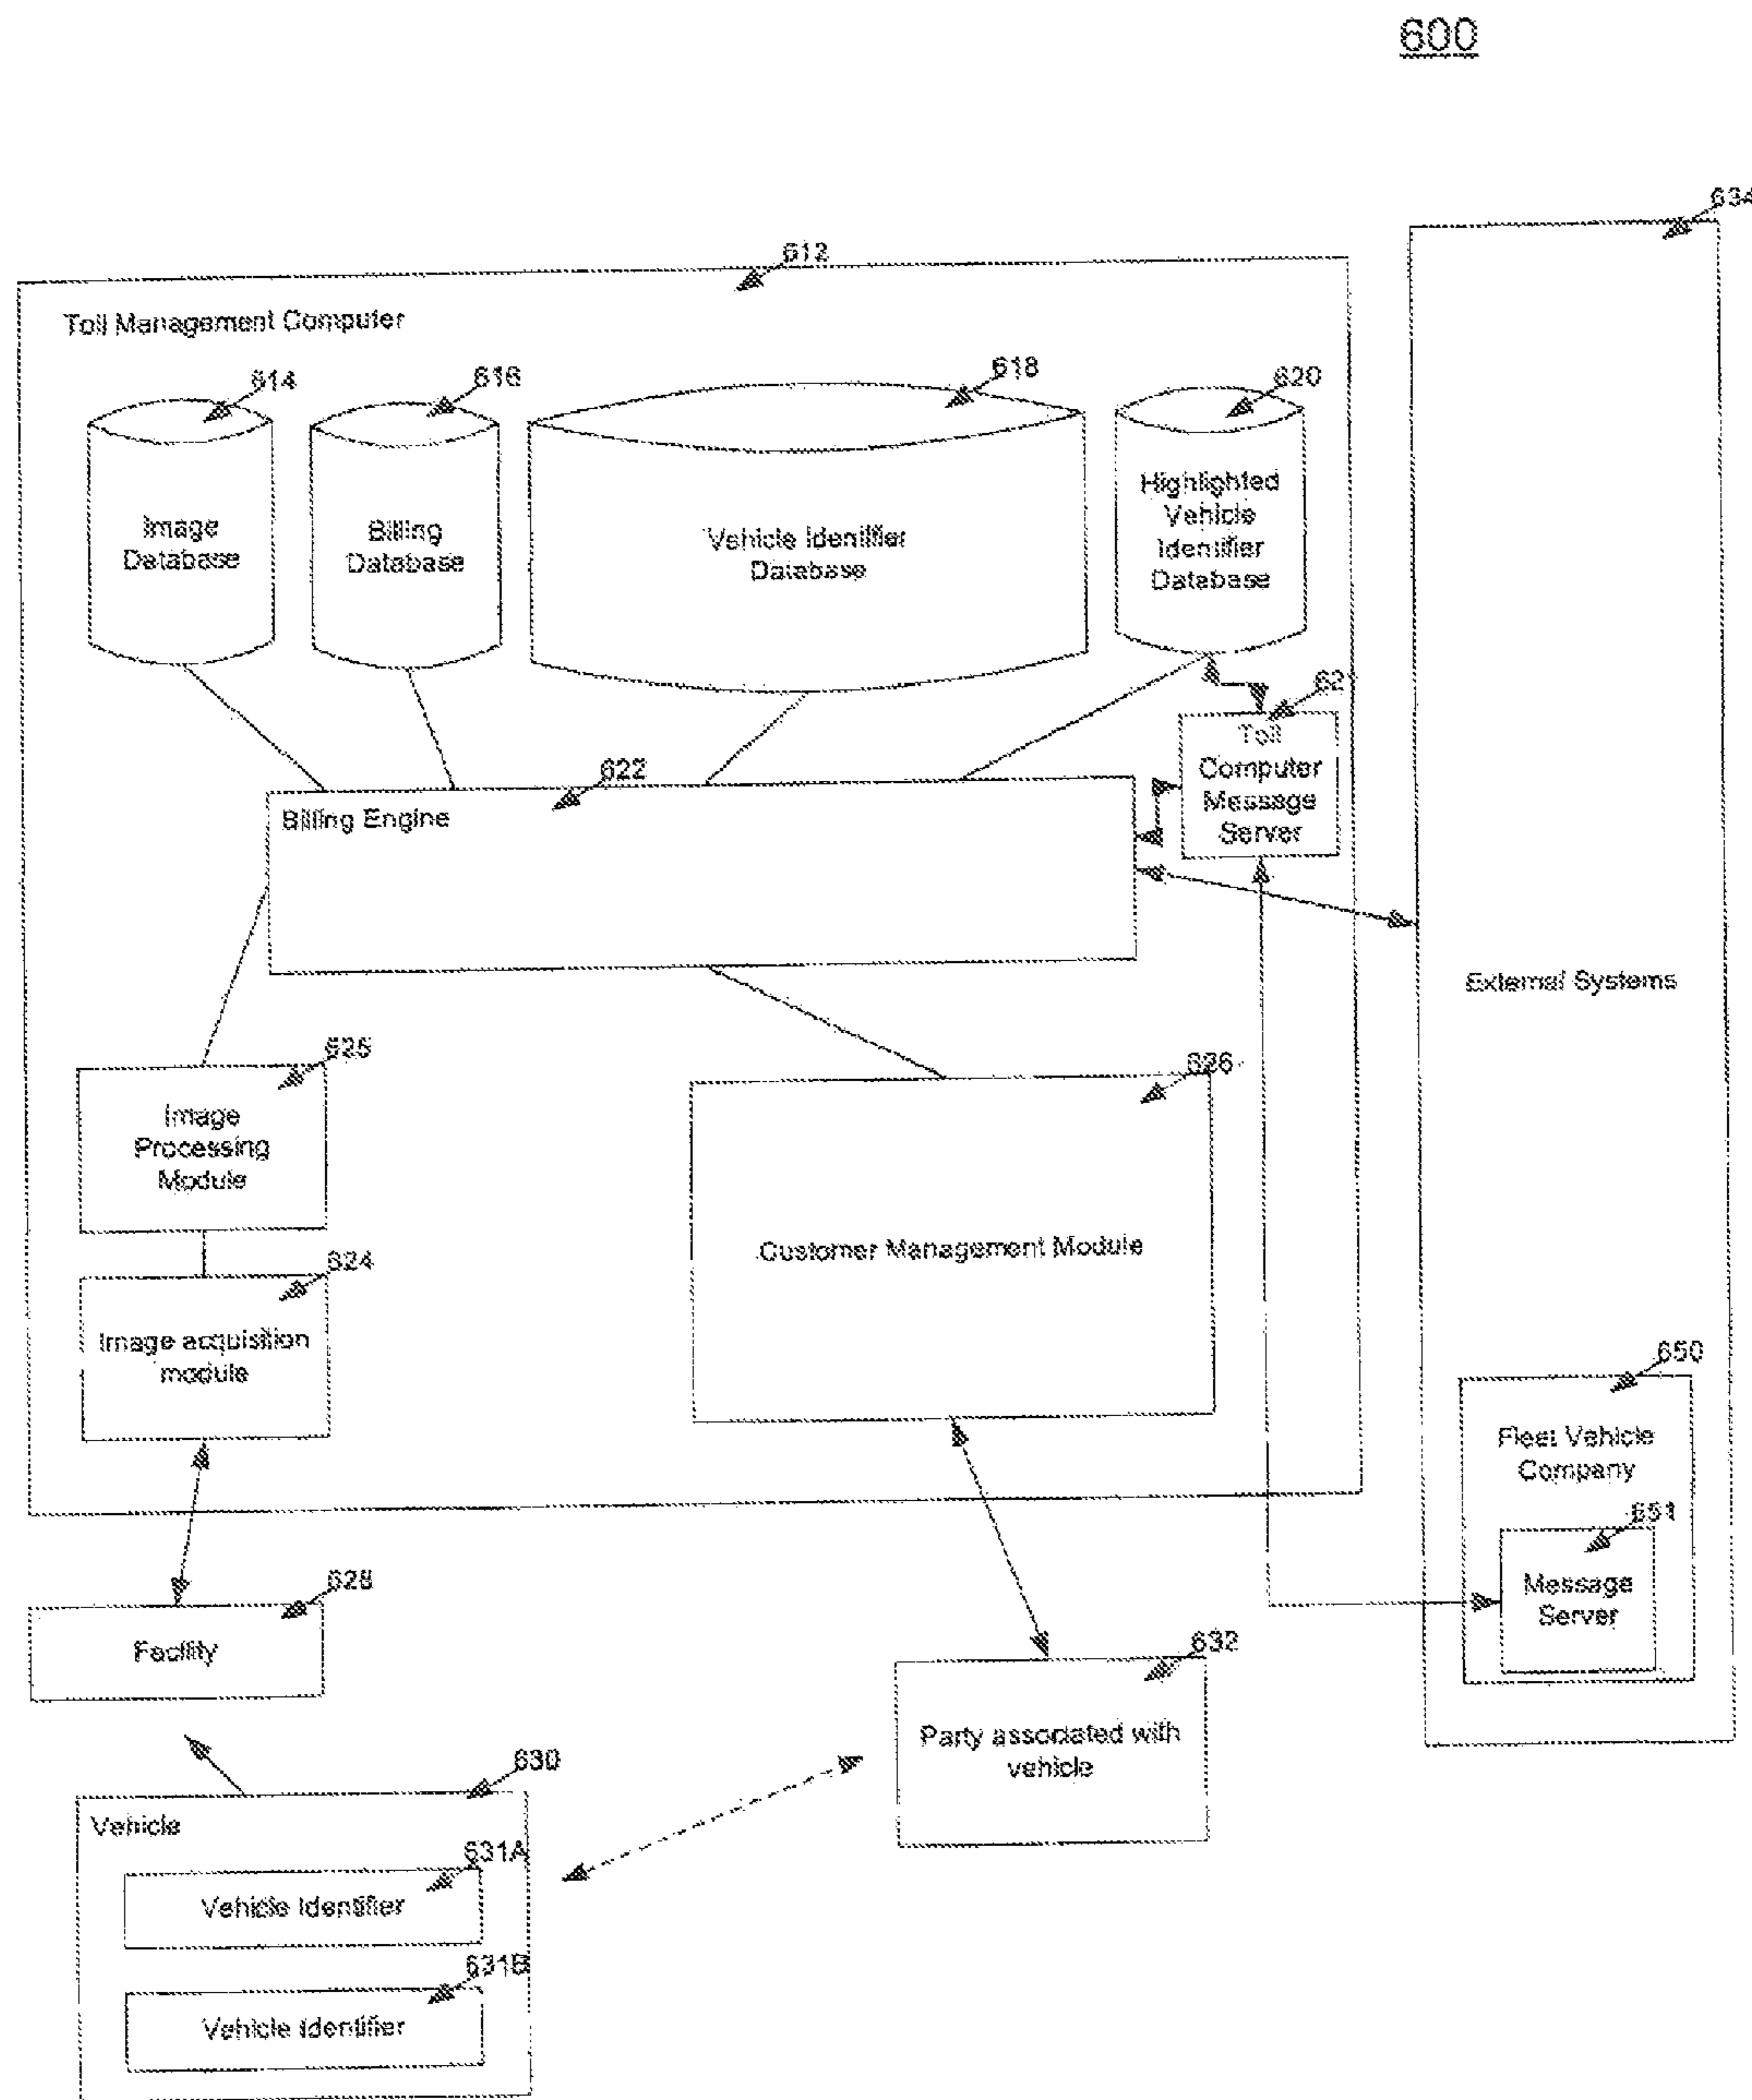 600
634
612
Toll Management Computer
614
616
618
620
Image
Database
Billing
Database
Vehicle Identifier
Database
Highlighted
Vehicle
Identifier
Database
62
Toll
Computer
Message
Server
622
Billing Engine
External Systems
625
Image
Processing
Module
626
Customer Management Module
624
Image acquisition
module
650
Fleet Vehicle
Company
651
Message
Server
628
Facility
632
Party associated with
vehicle
630
Vehicle
631A
Vehicle Identifier
631B
Vehicle Identifier